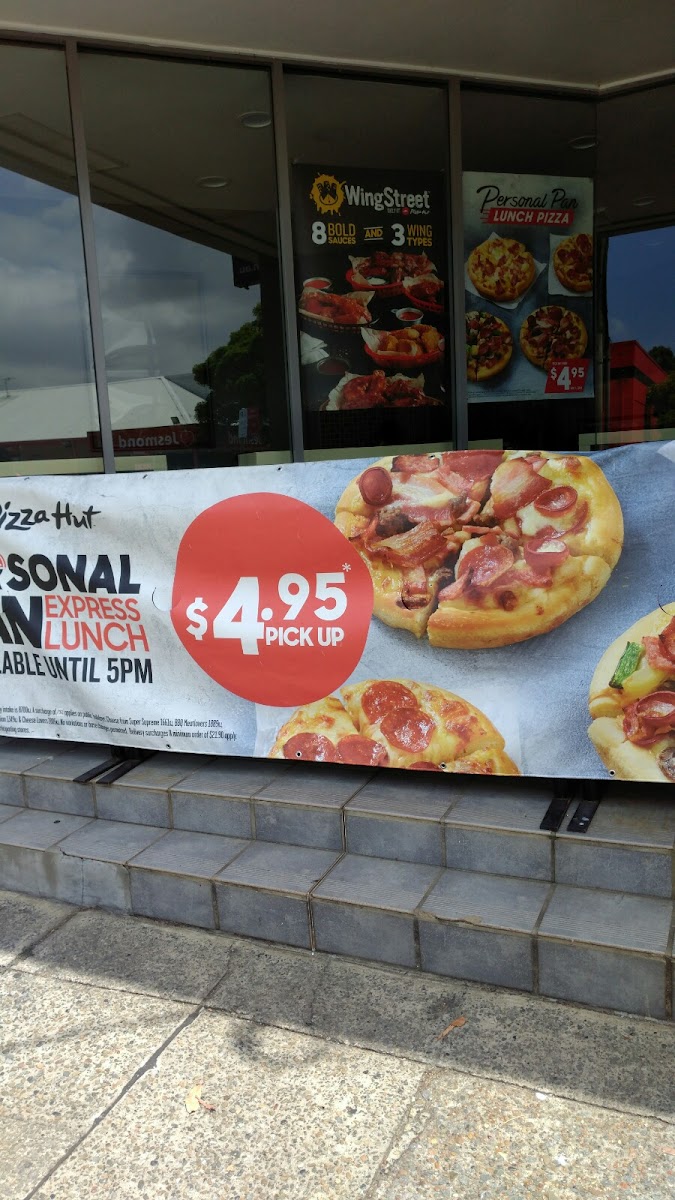 WingStreet
8 BOLD SAUCES AND 3 WING TYPES
Personal Pan
LUNCH PIZZA
$4.95
Jesmond
Pizza Hut
SONAL
AN EXPRESS
LUNCH
LABLE UNTIL 5PM
$4.95*
PICK UP